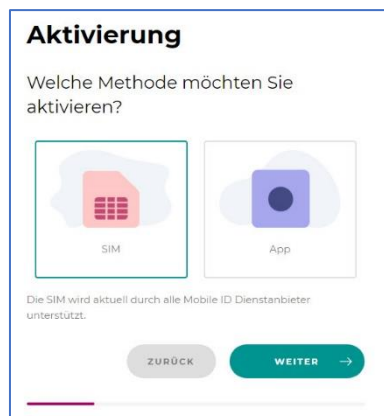 Aktivierung
Welche Methode möchten Sie
aktivieren?
SIM
App
Die SIM wird aktuell durch alle Mobile ID Dienstanbieter
unterstützt.
ZURÜCK
WEITER →